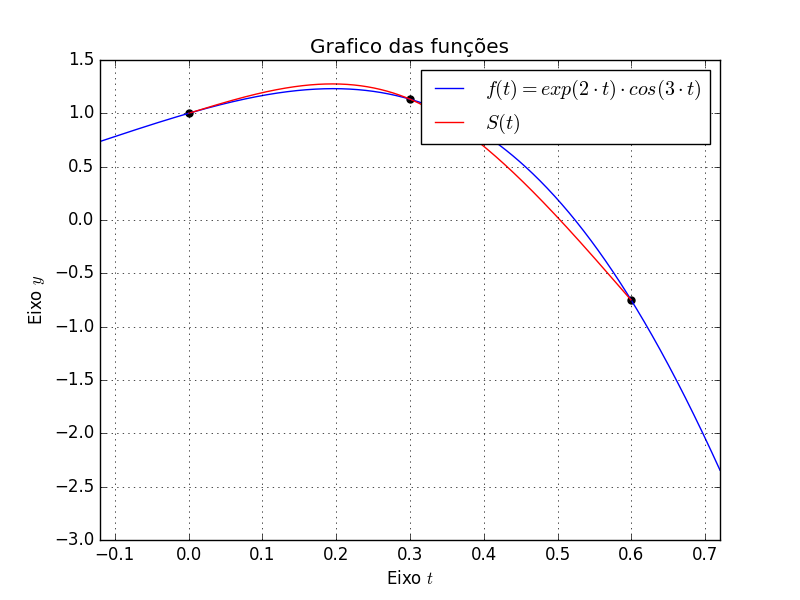 Grafico das funções
f(t) = exp(2 · t) · cos(3 · t)
S(t)
1.5
1.0
0.5
0.0
−0.5
−1.0
−1.5
−2.0
−2.5
−3.0
Eixo y
−0.1 0.0 0.1 0.2 0.3 0.4 0.5 0.6 0.7
Eixo t